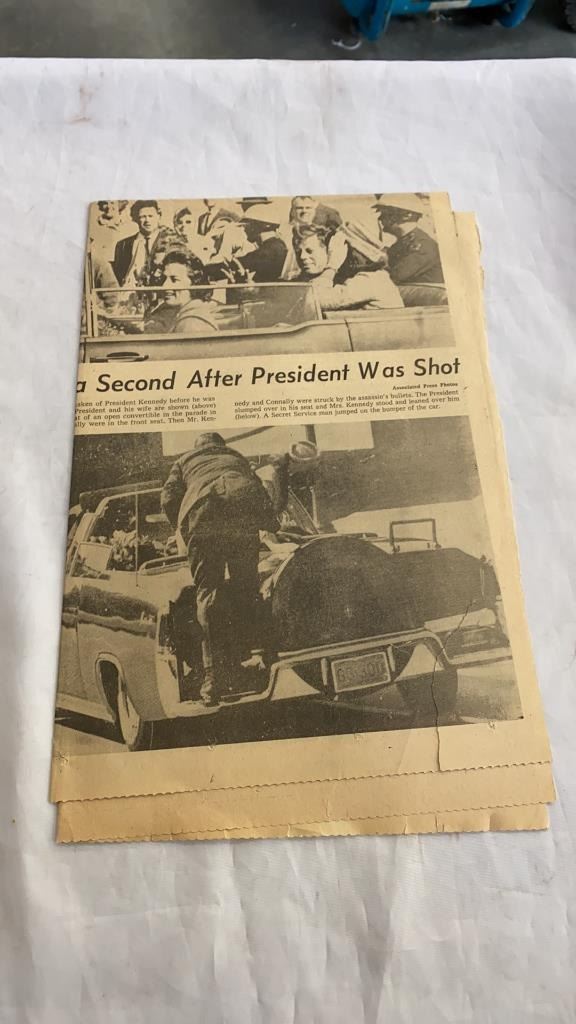 a Second After President Was Shot
Associated Press Photos
aken of President Kennedy before he was
President and his wife are shown (above)
at of an open convertible in the parade in
ally were in the front seat. Then Mr. Ken-
nedy and Connally were struck by the assassin's bullets. The President
slumped over in his seat and Mrs. Kennedy stood and leaned over him
(below). A Secret Service man jumped on the bumper of the car.